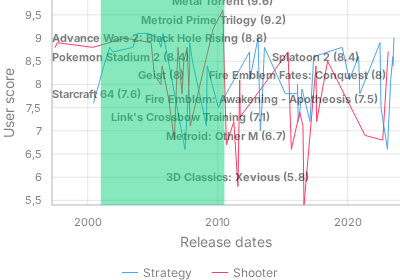 Metal Torrent (9.6)
9,5
Metroid Prime Trilogy (9.2)
9
Advance Wars 2: Black Hole Rising (8.8)
8,5
Pokemon Stadium 2 (8.4)
Splatoon 2 (8.4)
8
Geist (8)
Fire Emblem Fates: Conquest (8)
7,5
Starcraft 64 (7.6)
Fire Emblem: Awakening - Apotheosis (7.5)
7
Link's Crossbow Training (7.1)
6,5
Metroid: Other M (6.7)
6
3D Classics: Xevious (5.8)
5,5
User score
2000
2010
2020
Release dates
Strategy
Shooter